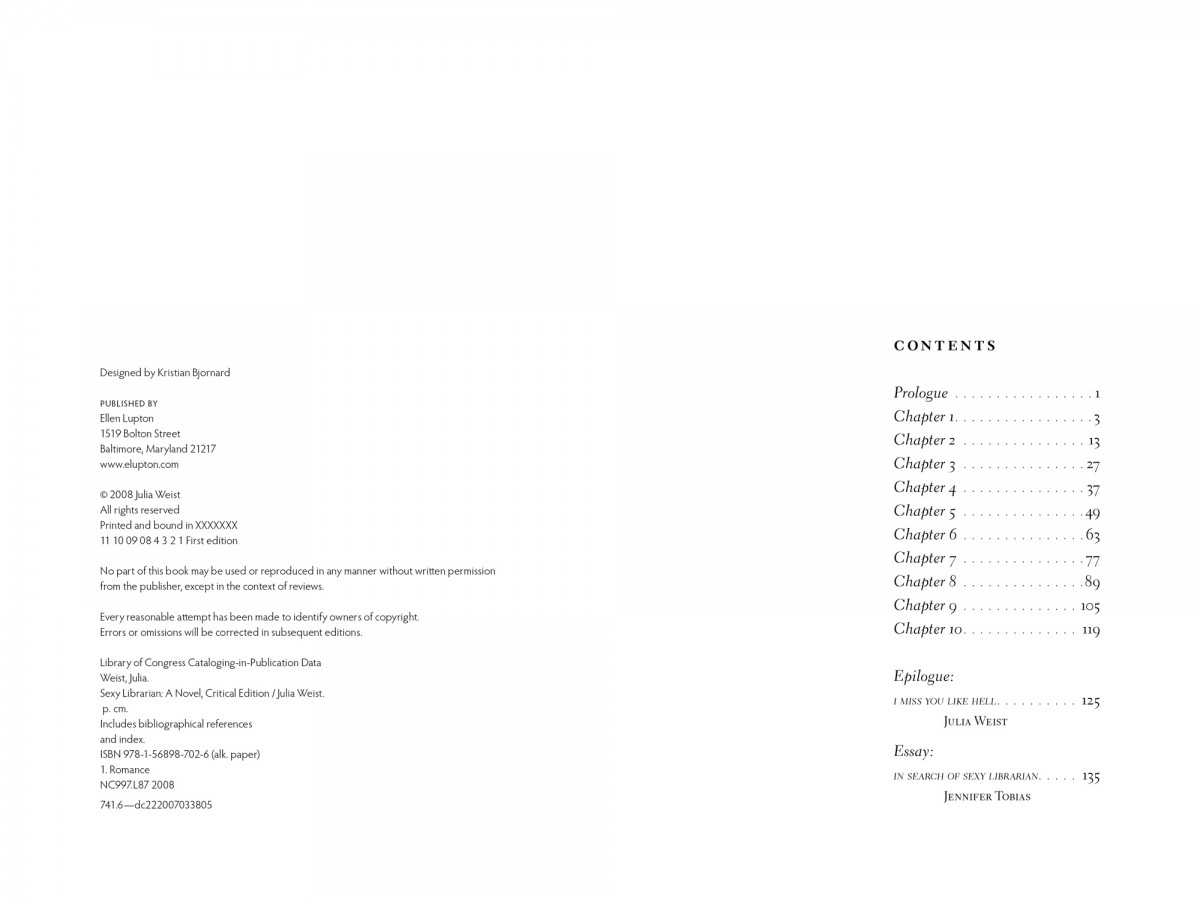 Designed by Kristian Bjornard
PUBLISHED BY
Ellen Lupton
1519 Bolton Street
Baltimore, Maryland 21217
www.elupton.com
© 2008 Julia Weist
All rights reserved
Printed and bound in XXXXXXX
11 10 09 08 4 3 2 1 First edition
No part of this book may be used or reproduced in any manner without written permission
from the publisher, except in the context of reviews.
Every reasonable attempt has been made to identify owners of copyright.
Errors or omissions will be corrected in subsequent editions.
Library of Congress Cataloging-in-Publication Data
Weist, Julia.
Sexy Librarian: A Novel, Critical Edition / Julia Weist.
p. cm.
Includes bibliographical references
and index.
ISBN 978-1-56898-702-6 (alk. paper)
1. Romance
NC997.L87 2008
741.6—dc222007033805
CONTENTS
Prologue . . . . . . . . . . . . . . . . . 1
Chapter 1. . . . . . . . . . . . . . . . . 3
Chapter 2 . . . . . . . . . . . . . . . 13
Chapter 3 . . . . . . . . . . . . . . . 27
Chapter 4 . . . . . . . . . . . . . . . 37
Chapter 5 . . . . . . . . . . . . . . . 49
Chapter 6 . . . . . . . . . . . . . . . 63
Chapter 7 . . . . . . . . . . . . . . . 77
Chapter 8 . . . . . . . . . . . . . . . 89
Chapter 9 . . . . . . . . . . . . . . 105
Chapter 10. . . . . . . . . . . . . . 119
Epilogue:
I MISS YOU LIKE HELL. . . . . . . . . . 125
JULIA WEIST
Essay:
IN SEARCH OF SEXY LIBRARIAN. . . . . 135
JENNIFER TOBIAS